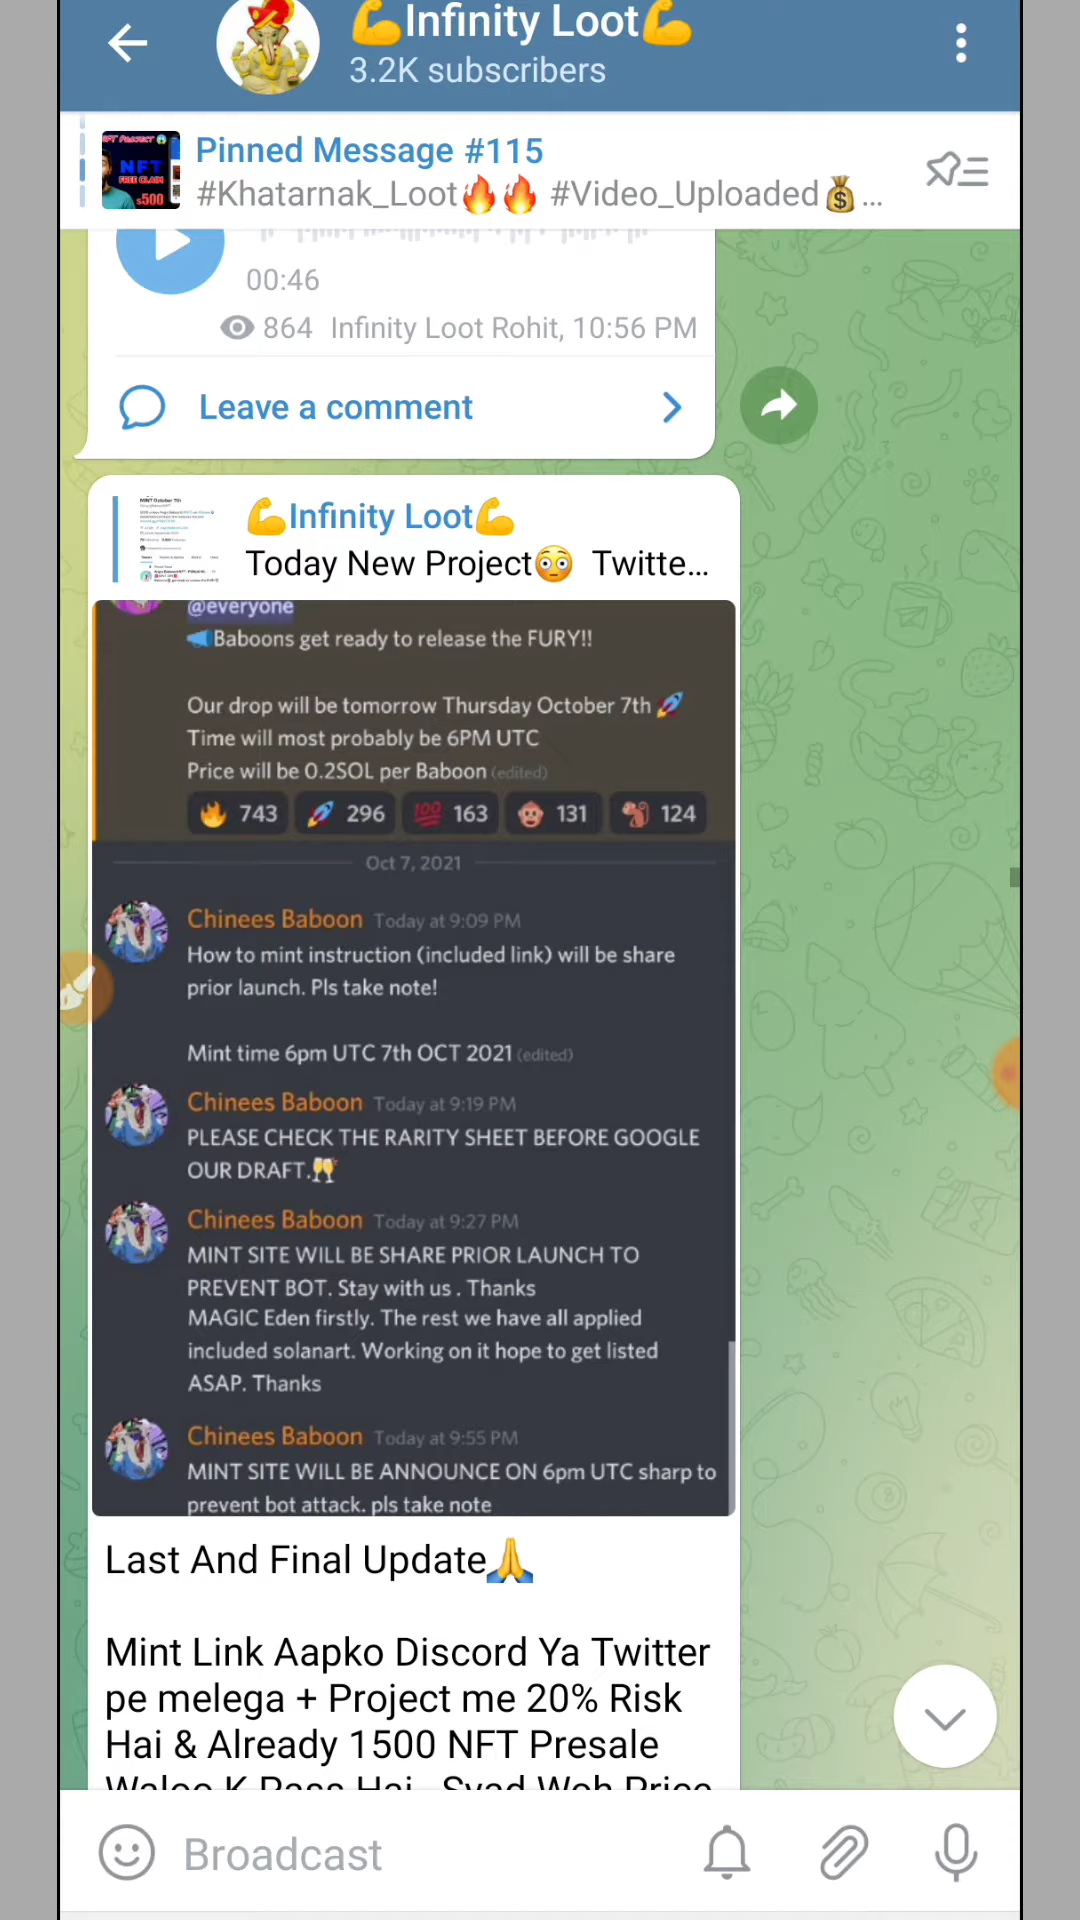 💪Infinity Loot💪
3.2K subscribers
Pinned Message #115
#Khatarnak_Loot🔥🔥 #Video_Uploaded💰...
NFT
FREE CLAIM
$500
00:46
864 Infinity Loot Rohit, 10:56 PM
Leave a comment
💪Infinity Loot💪
Today New Project😳 Twitte...
@everyone
📣Baboons get ready to release the FURY!!
Our drop will be tomorrow Thursday October 7th 🚀
Time will most probably be 6PM UTC
Price will be 0.2SOL per Baboon (edited)
🔥 743 🚀 296 💯 163 🐵 131 🐒 124
Oct 7, 2021
Chinees Baboon Today at 9:09 PM
How to mint instruction (included link) will be share
prior launch. Pls take note!
Mint time 6pm UTC 7th OCT 2021 (edited)
Chinees Baboon Today at 9:19 PM
PLEASE CHECK THE RARITY SHEET BEFORE GOOGLE
OUR DRAFT.🥂
Chinees Baboon Today at 9:27 PM
MINT SITE WILL BE SHARE PRIOR LAUNCH TO
PREVENT BOT. Stay with us . Thanks
MAGIC Eden firstly. The rest we have all applied
included solanart. Working on it hope to get listed
ASAP. Thanks
Chinees Baboon Today at 9:55 PM
MINT SITE WILL BE ANNOUNCE ON 6pm UTC sharp to
prevent bot attack. pls take note
Last And Final Update🙏
Mint Link Aapko Discord Ya Twitter
pe melega + Project me 20% Risk
Hai & Already 1500 NFT Presale
Waloo K Pass Hai Syad Woh Price
Broadcast